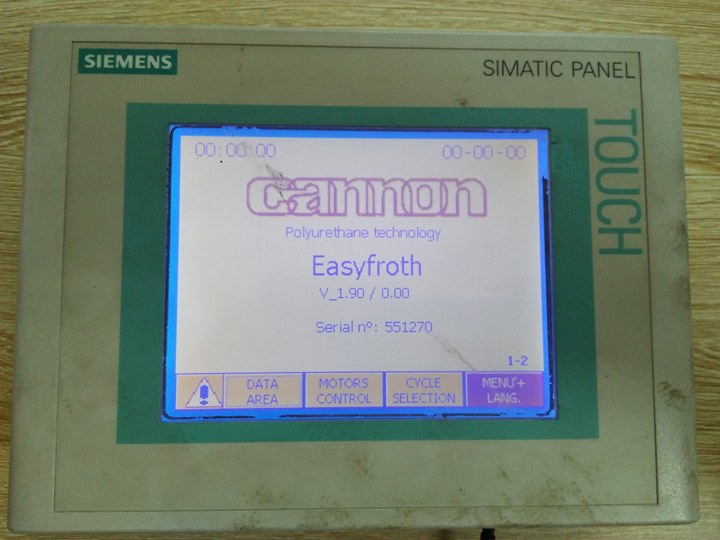 SIEMENS
SIMATIC PANEL
TOUCH
00:00:00
00-00-00
cannon
Polyurethane technology
Easyfroth
V_1.90 / 0.00
Serial nº: 551270
1-2
DATA
AREA
MOTORS
CONTROL
CYCLE
SELECTION
MENU'+
LANG.